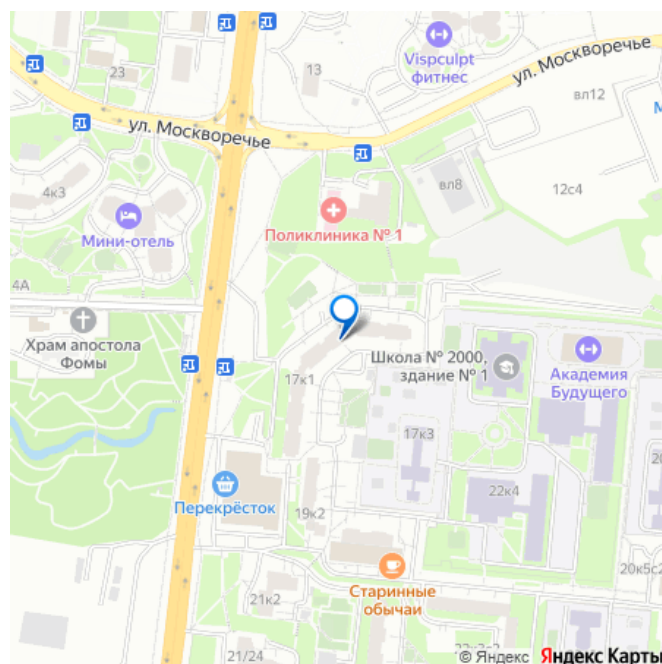 23
13
Vispculpt
фитнес
ул. Москворечье
вл12
М
ул. Москворечье
4к3
вл8
12с4
Мини-отель
Поликлиника № 1
4А
Храм апостола
Фомы
Школа № 2000,
здание № 1
Академия
Будущего
17к1
17к3
20
Перекрёсток
22к4
19к2
20к5с2
Старинные
обычаи
21к2
21/24
© Яндекс Яндекс Карты